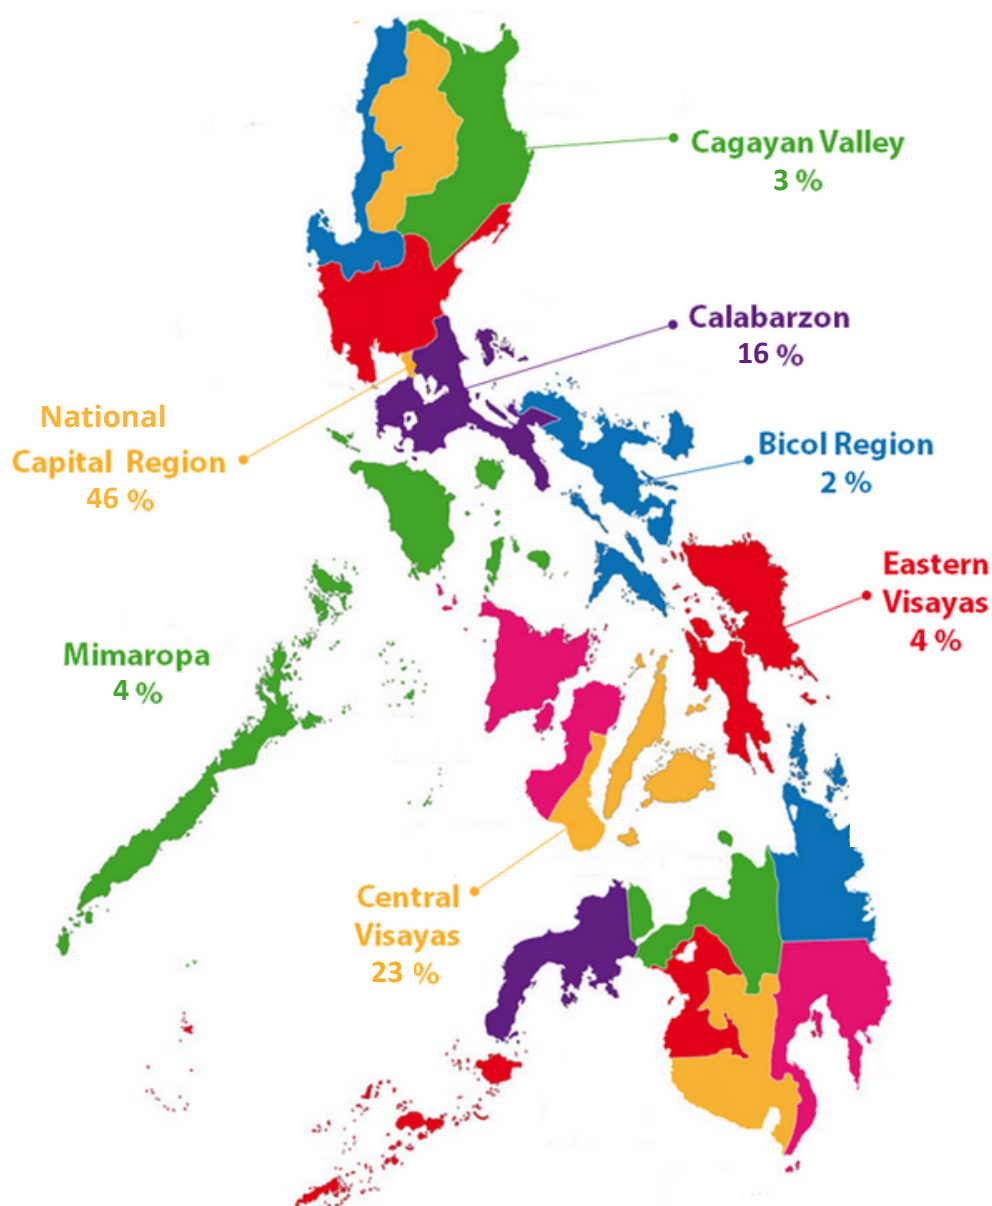 Cagayan Valley
3 %
Calabarzon
16 %
National
Capital Region
46 %
Bicol Region
2 %
Eastern
Visayas
4 %
Mimaropa
4 %
Central
Visayas
23 %